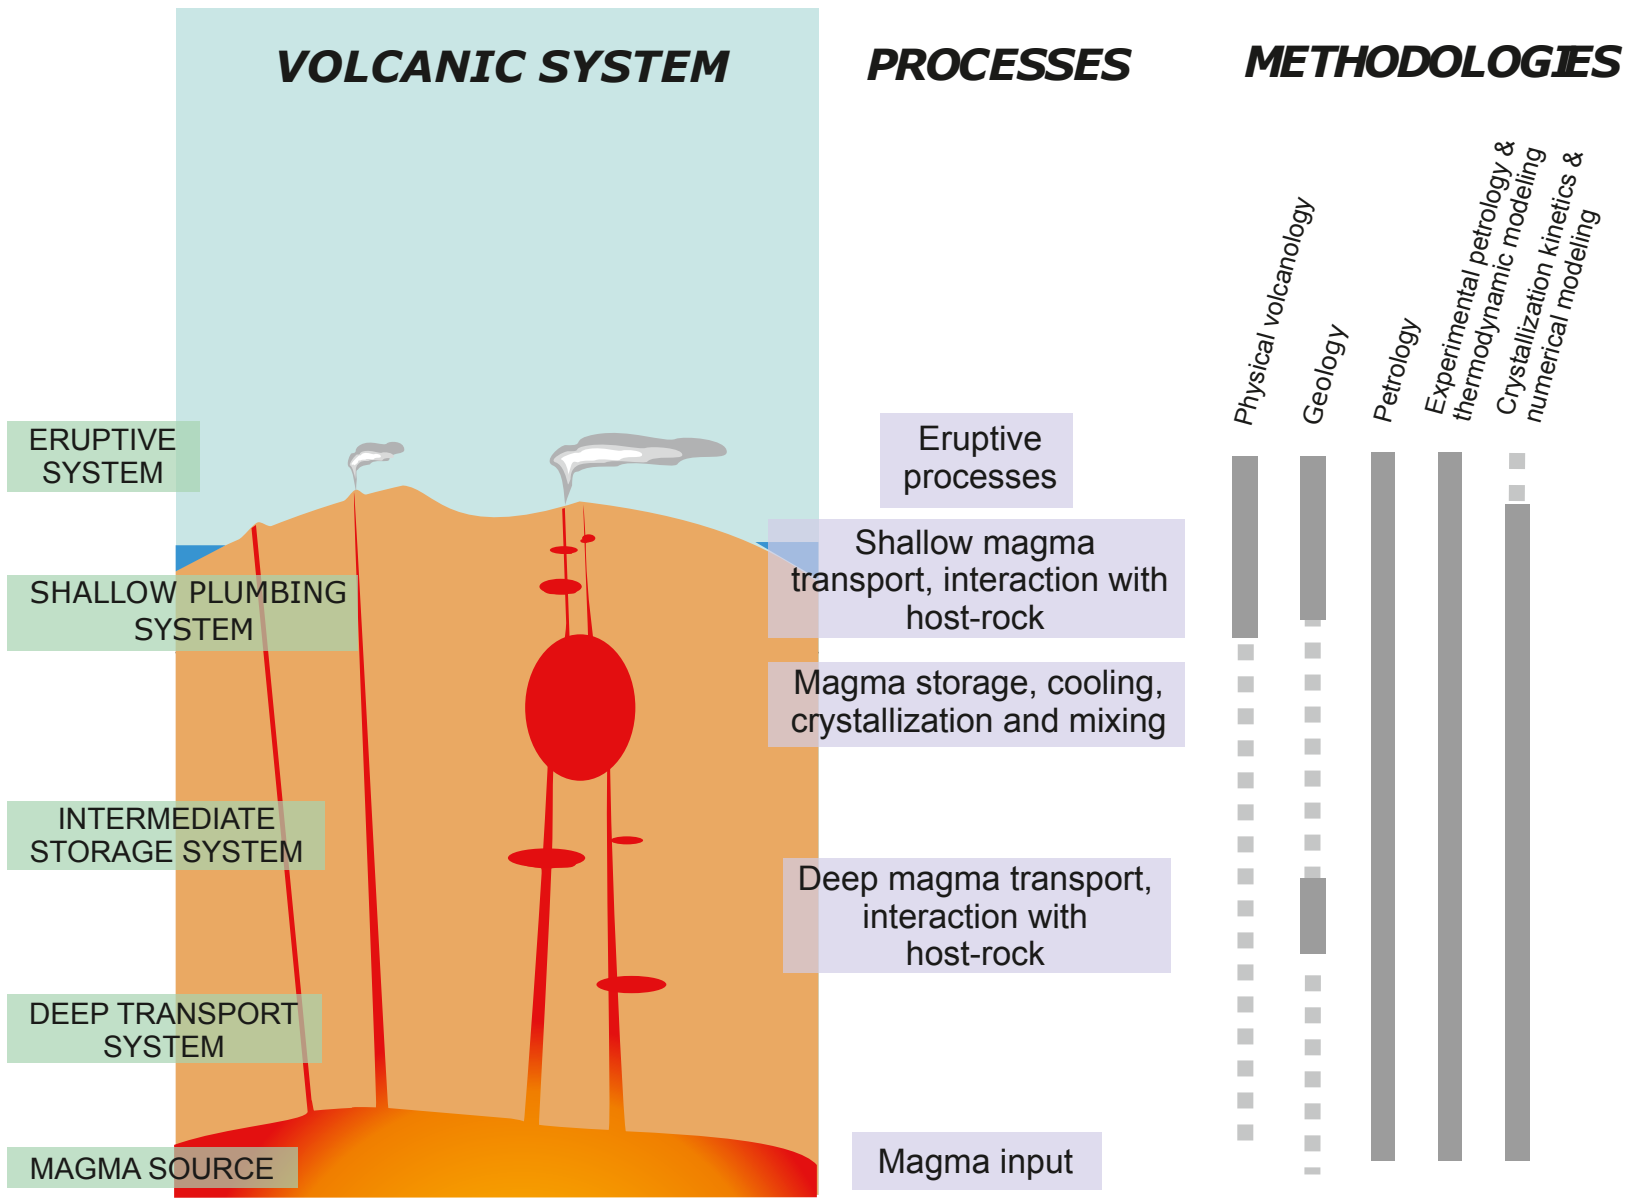 VOLCANIC SYSTEM
PROCESSES
METHODOLOGIES
Physical volcanology
Geology
Petrology
Experimental petrology &
thermodynamic modeling
Crystallization kinetics &
numerical modeling
ERUPTIVE
SYSTEM
SHALLOW PLUMBING
SYSTEM
INTERMEDIATE
STORAGE SYSTEM
DEEP TRANSPORT
SYSTEM
MAGMA SOURCE
Eruptive
processes
Shallow magma
transport, interaction with
host-rock
Magma storage, cooling,
crystallization and mixing
Deep magma transport,
interaction with
host-rock
Magma input